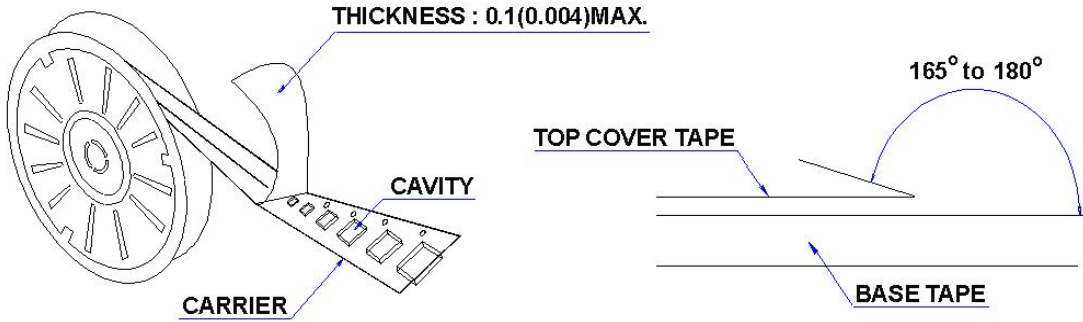 THICKNESS : 0.1(0.004)MAX.
CAVITY
CARRIER
165° to 180°
TOP COVER TAPE
BASE TAPE